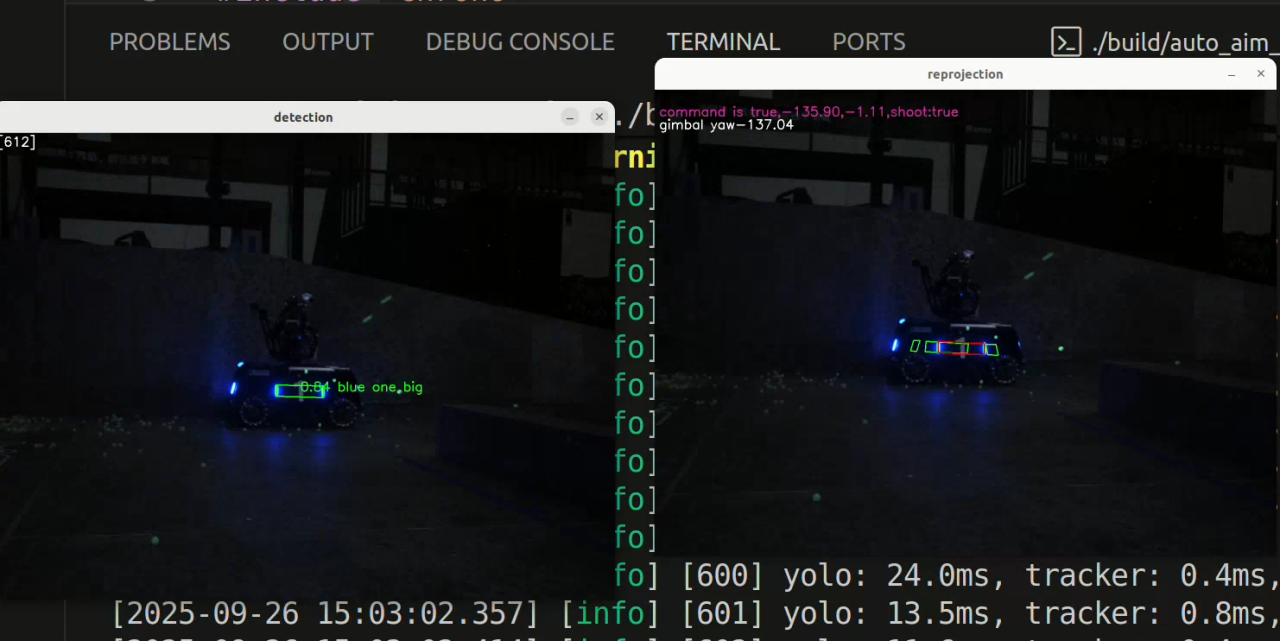 PROBLEMS OUTPUT DEBUG CONSOLE TERMINAL PORTS ./build/auto_aim_
reprojection
detection
./b
command is true,-135.90,-1.11,shoot:true
gimbal yaw-137.04
[612]
rni
fo]
fo]
fo]
fo]
fo]
fo]
fo]
fo]
fo]
fo]
0.84 blue one big
fo] [600] yolo: 24.0ms, tracker: 0.4ms,
[2025-09-26 15:03:02.357] [info] [601] yolo: 13.5ms, tracker: 0.8ms,